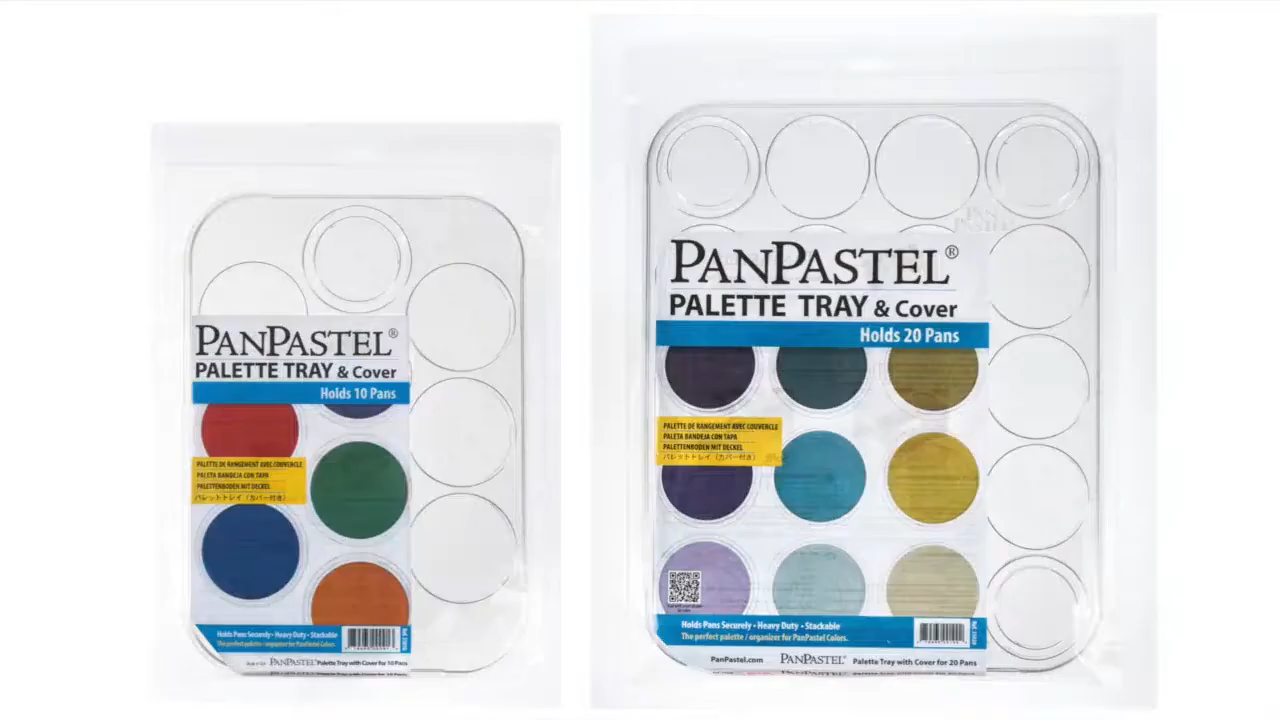 PANPASTEL®
PALETTE TRAY & Cover
Holds 10 Pans
PALETTE DE RANGEMENT AVEC COUVERCLE
PALETA BANDEJA CON TAPA
PALETTENBODEN MIT DECKEL
パレットトレイ (カバー付き)
Holds Pans Securely • Heavy Duty • Stackable
The perfect palette / organizer for PanPastel Colors.
PANPASTEL® Palette Tray with Cover for 10 Pans
PANPASTEL®
PALETTE TRAY & Cover
Holds 20 Pans
PALETTE DE RANGEMENT AVEC COUVERCLE
PALETA BANDEJA CON TAPA
PALETTENBODEN MIT DECKEL
パレットトレイ (カバー付き)
Holds Pans Securely • Heavy Duty • Stackable
The perfect palette / organizer for PanPastel Colors.
PanPastel.com PANPASTEL® Palette Tray with Cover for 20 Pans